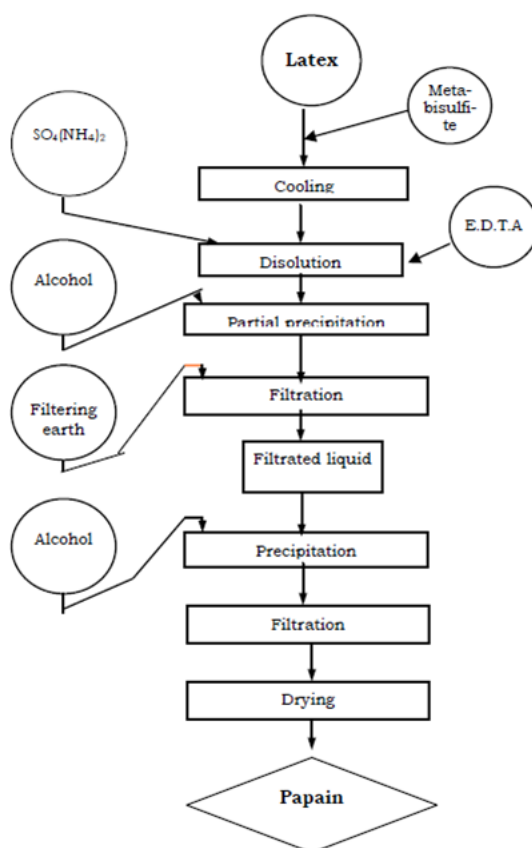 Latex
Meta-
bisulfi-
te
SO₄(NH₄)₂
Cooling
E.D.T.A
Disolution
Alcohol
Partial precipitation
Filtration
Filtering
earth
Filtrated liquid
Alcohol
Precipitation
Filtration
Drying
Papain